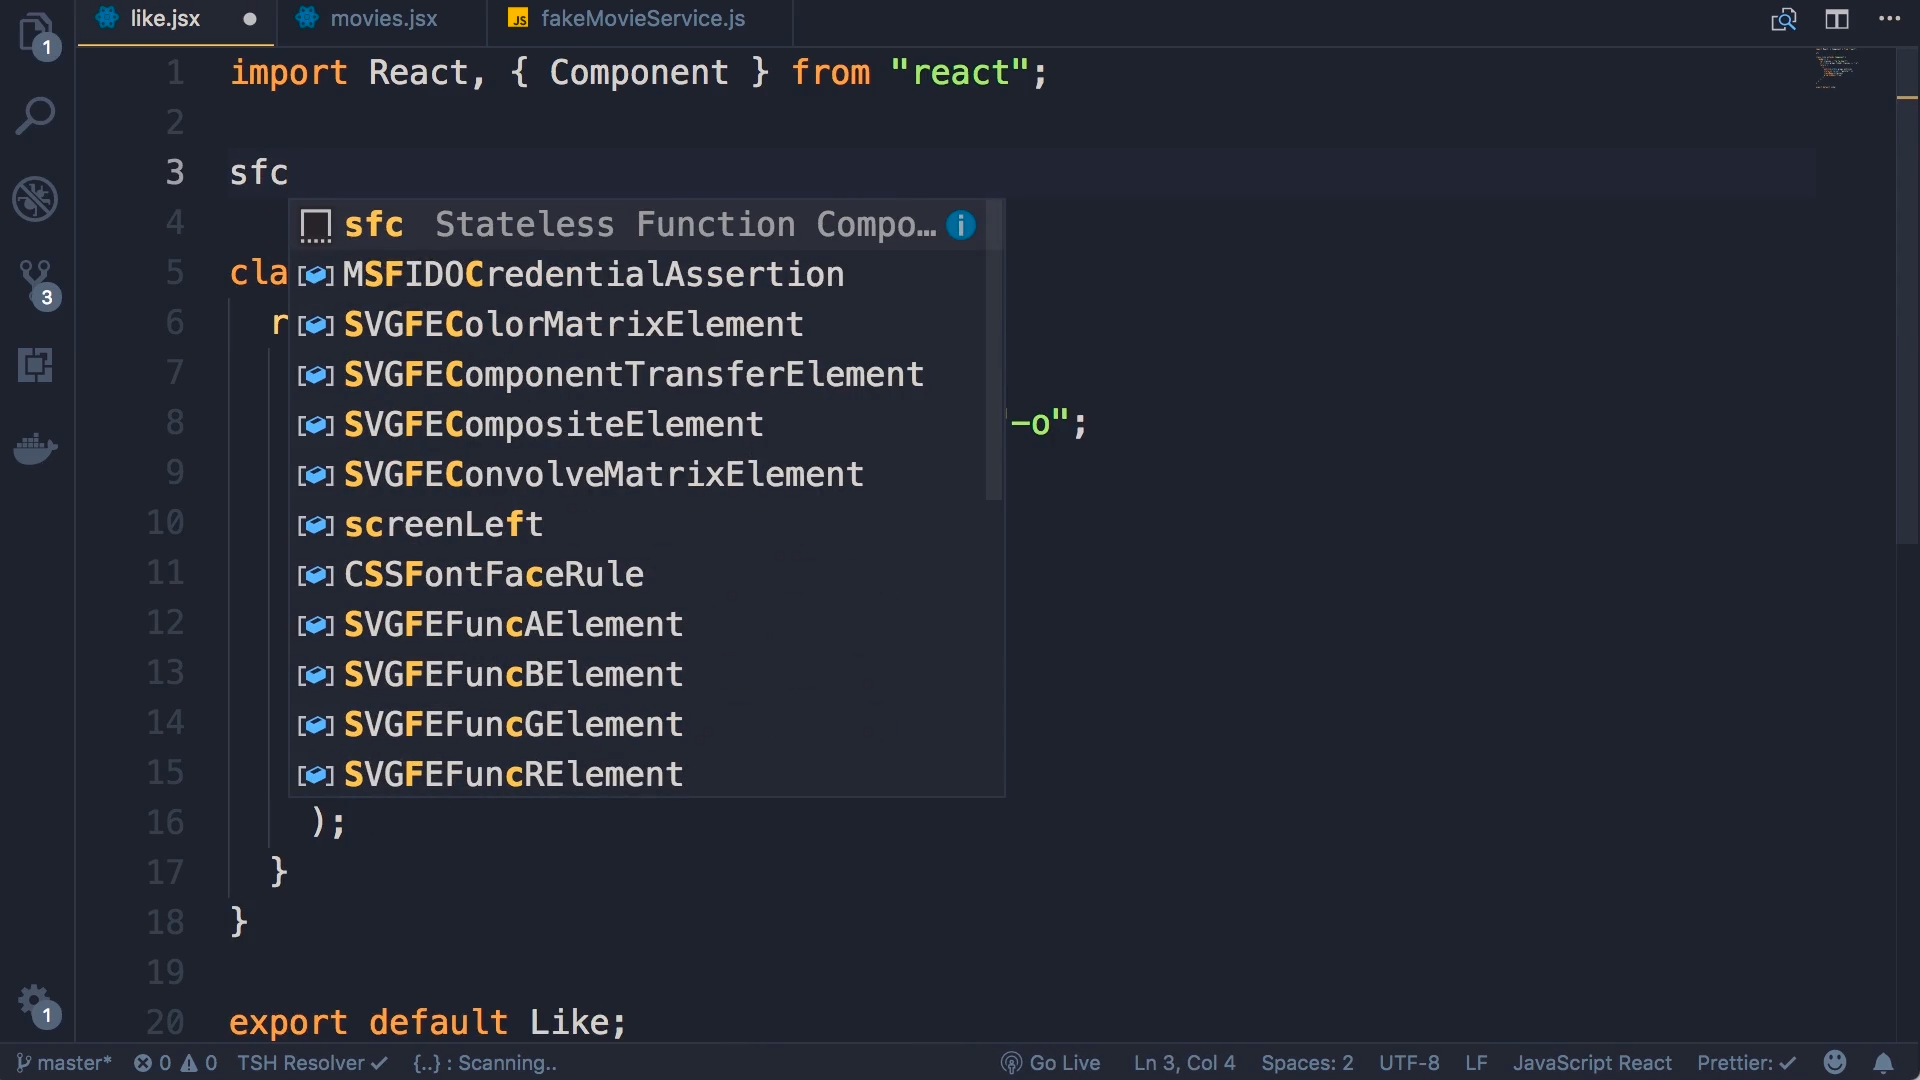 like.jsx movies.jsx JS fakeMovieService.js
1
1 import React, { Component } from "react";
2
3 sfc
4 sfc Stateless Function Compo…
5 cla MSFIDOCredentialAssertion
3
6 r SVGFEColorMatrixElement
7 SVGFEComponentTransferElement
8 SVGFECompositeElement "-o";
9 SVGFEConvolveMatrixElement
10 screenLeft
11 CSSFontFaceRule
12 SVGFEFuncAElement
13 SVGFEFuncBElement
14 SVGFEFuncGElement
15 SVGFEFuncRElement
16 );
17 }
18 }
19
1
20 export default Like;
master* 0 0 TSH Resolver {..} : Scanning.. Go Live Ln 3, Col 4 Spaces: 2 UTF-8 LF JavaScript React Prettier: